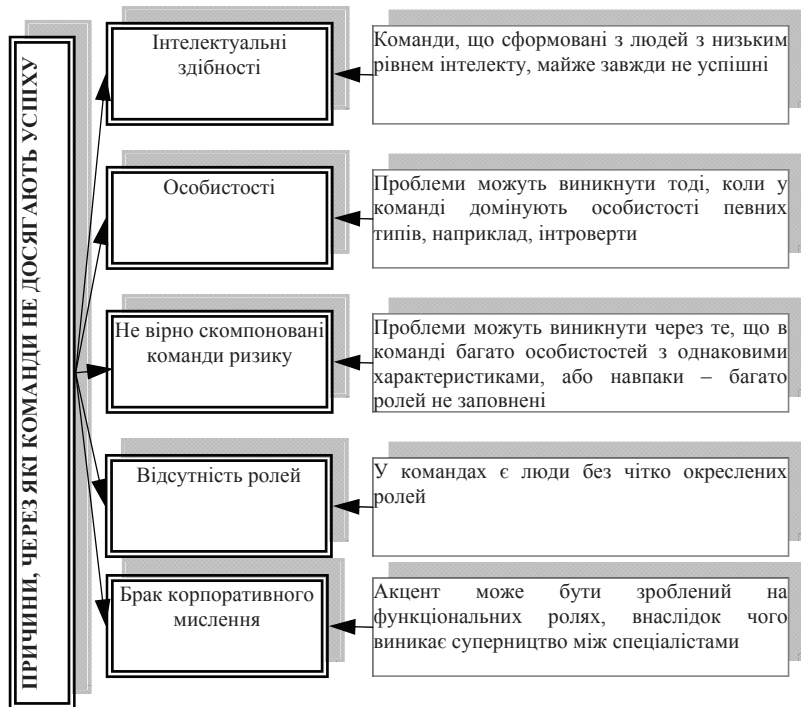 ПРИЧИНИ, ЧЕРЕЗ ЯКІ КОМАНДИ НЕ ДОСЯГАЮТЬ УСПІХУ
Інтелектуальні
здібності
Команди, що сформовані з людей з низьким
рівнем інтелекту, майже завжди не успішні
Особистості
Проблеми можуть виникнути тоді, коли у
команді домінують особистості певних
типів, наприклад, інтроверти
Не вірно скомпоновані
команди ризику
Проблеми можуть виникнути через те, що в
команді багато особистостей з однаковими
характеристиками, або навпаки – багато
ролей не заповнені
Відсутність ролей
У командах є люди без чітко окреслених
ролей
Брак корпоративного
мислення
Акцент може бути зроблений на
функціональних ролях, внаслідок чого
виникає суперництво між спеціалістами